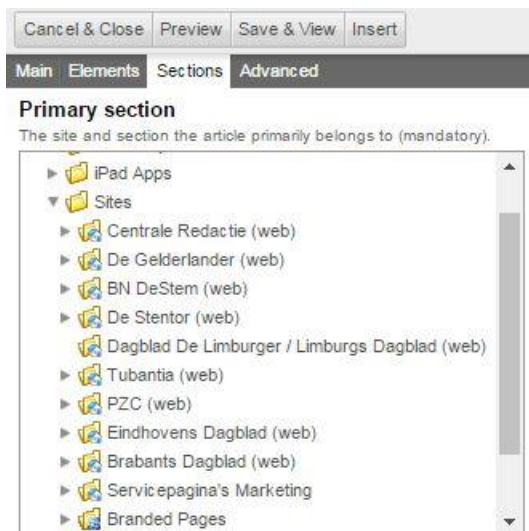 Cancel & Close Preview Save & View Insert
Main Elements Sections Advanced
Primary section
The site and section the article primarily belongs to (mandatory).
iPad Apps
Sites
Centrale Redactie (web)
De Gelderlander (web)
BN DeStem (web)
De Stentor (web)
Dagblad De Limburger / Limburgs Dagblad (web)
Tubantia (web)
PZC (web)
Eindhovens Dagblad (web)
Brabants Dagblad (web)
Servicepagina's Marketing
Branded Pages